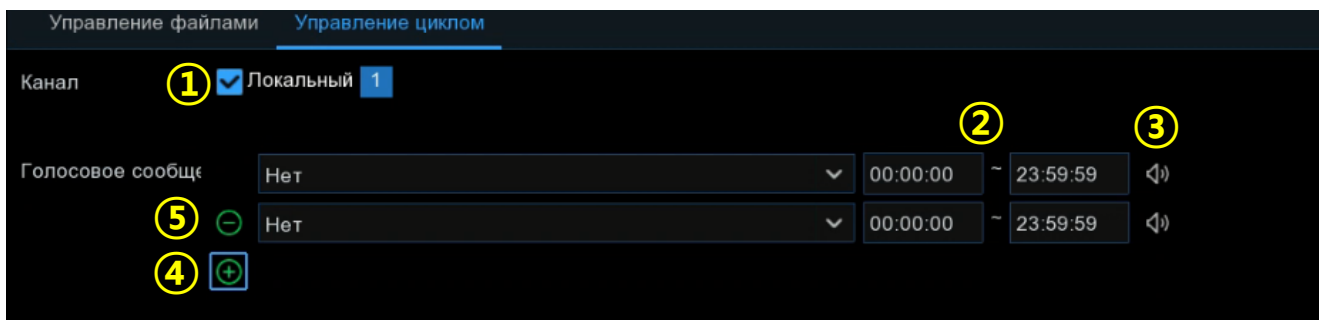 Управление файлами Управление циклом
Канал ① Локальный 1
② ③
Голосовое сообще Нет 00:00:00 ~ 23:59:59
⑤ Нет 00:00:00 ~ 23:59:59
④